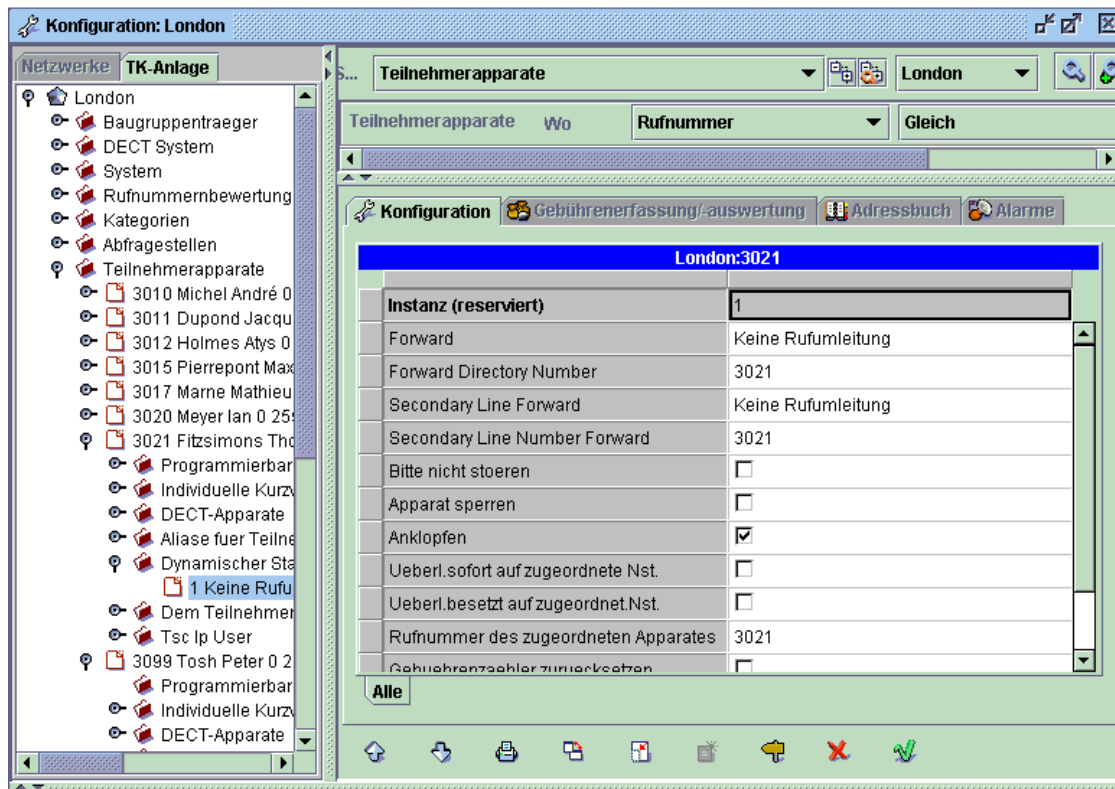 Konfiguration: London
Netzwerke TK-Anlage
London
Baugruppentraeger
DECT System
System
Rufnummernbewertung
Kategorien
Abfragestellen
Teilnehmerapparate
3010 Michel André 0
3011 Dupond Jacqu
3012 Holmes Atys 0
3015 Pierrepont Max
3017 Marne Mathieu
3020 Meyer Ian 0 25
3021 Fitzsimons Tho
Programmierbar
Individuelle Kurzv
DECT-Apparate
Aliase fuer Teilne
Dynamischer Sta
1 Keine Rufu
Dem Teilnehmer
Tsc Ip User
3099 Tosh Peter 0 2
Programmierbar
Individuelle Kurzv
DECT-Apparate
S... Teilnehmerapparate London
Teilnehmerapparate Wo Rufnummer Gleich
Konfiguration Gebührenerfassung/-auswertung Adressbuch Alarme
London:3021
Instanz (reserviert) 1
Forward Keine Rufumleitung
Forward Directory Number 3021
Secondary Line Forward Keine Rufumleitung
Secondary Line Number Forward 3021
Bitte nicht stoeren
Apparat sperren
Anklopfen
Ueberl.sofort auf zugeordnete Nst.
Ueberl.besetzt auf zugeordnet.Nst.
Rufnummer des zugeordneten Apparates 3021
Gebuehrenzaehler zuruecksetzen
Alle